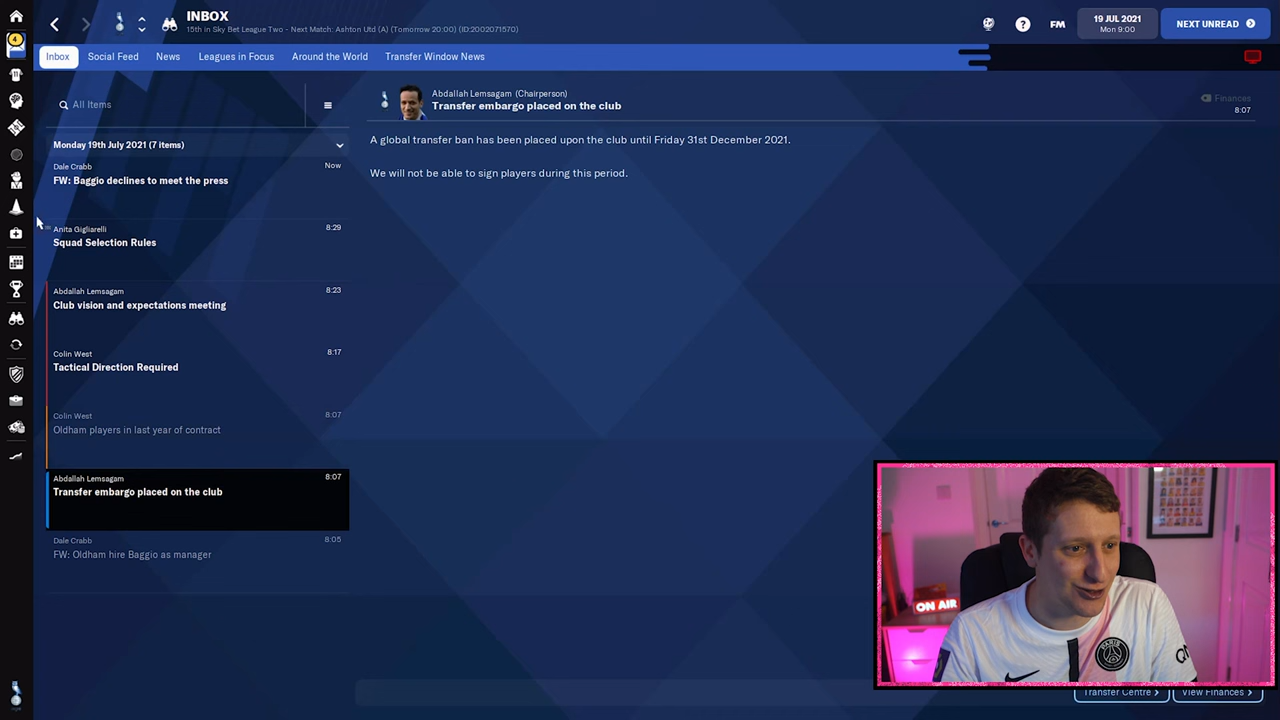 4
INBOX
15th in Sky Bet League Two - Next Match: Ashton Utd (A) (Tomorrow 20:00) (ID:2002071570)
?
FM
19 JUL 2021
Mon 9:00
NEXT UNREAD
Inbox
Social Feed
News
Leagues in Focus
Around the World
Transfer Window News
All Items
Monday 19th July 2021 (7 items)
Dale Crabb
Now
FW: Baggio declines to meet the press
Anita Gigliarelli
8:29
Squad Selection Rules
Abdallah Lemsagam
8:23
Club vision and expectations meeting
Colin West
8:17
Tactical Direction Required
Colin West
8:07
Oldham players in last year of contract
Abdallah Lemsagam
8:07
Transfer embargo placed on the club
Dale Crabb
8:05
FW: Oldham hire Baggio as manager
Abdallah Lemsagam (Chairperson)
Transfer embargo placed on the club
Finances
8:07
A global transfer ban has been placed upon the club until Friday 31st December 2021.
We will not be able to sign players during this period.
ON AIR
PARIS
Transfer Centre >
View Finances >